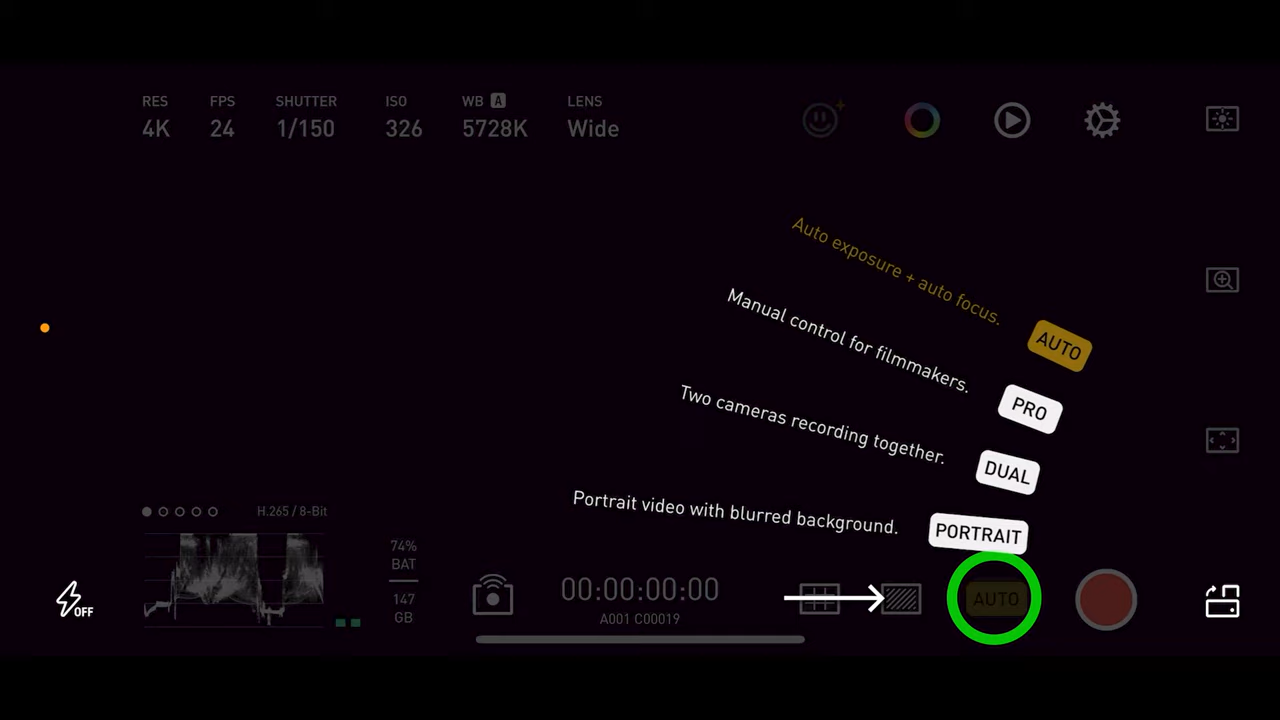 RES FPS SHUTTER ISO WB A LENS
4K 24 1/150 326 5728K Wide
Auto exposure + auto focus. AUTO
Manual control for filmmakers. PRO
Two cameras recording together. DUAL
Portrait video with blurred background. PORTRAIT
H.265 / 8-Bit
74%
BAT
147
GB
OFF
00:00:00:00
A001 C00019
AUTO